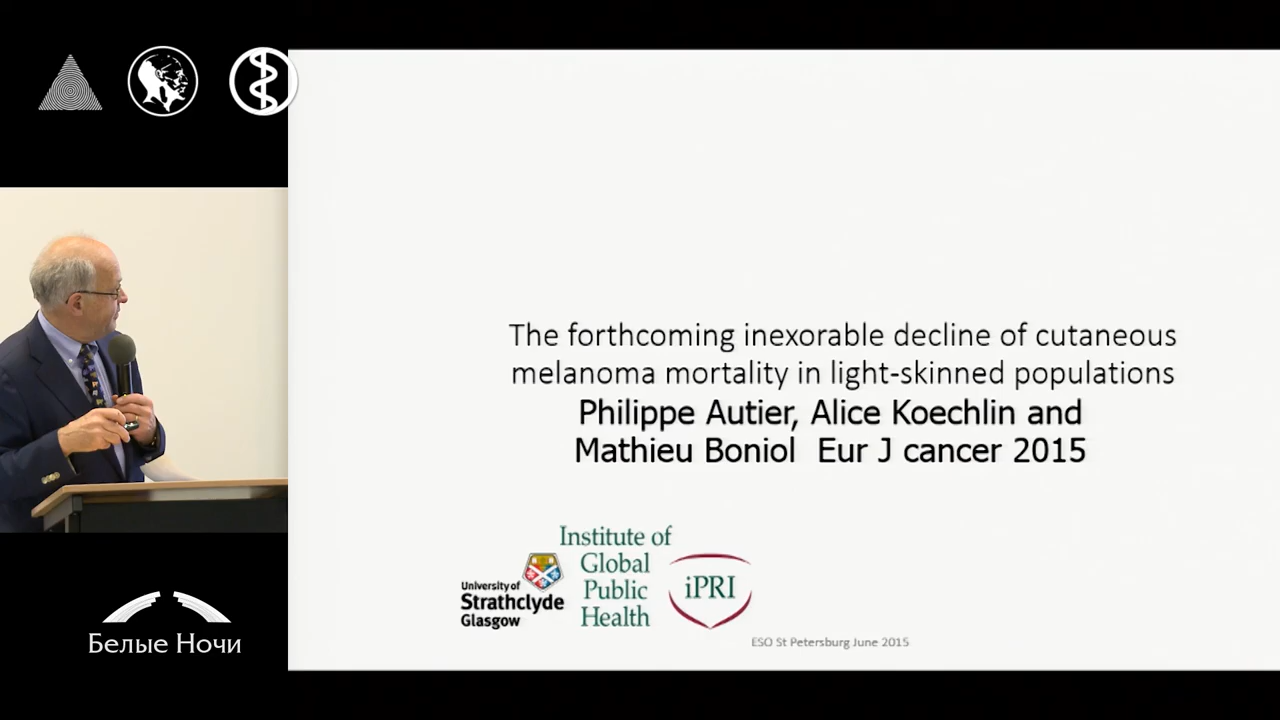 The forthcoming inexorable decline of cutaneous
melanoma mortality in light-skinned populations
Philippe Autier, Alice Koechlin and
Mathieu Boniol Eur J cancer 2015
University of
Strathclyde
Glasgow
Institute of
Global
Public
Health
iPRI
ESO St Petersburg June 2015
Белые Ночи